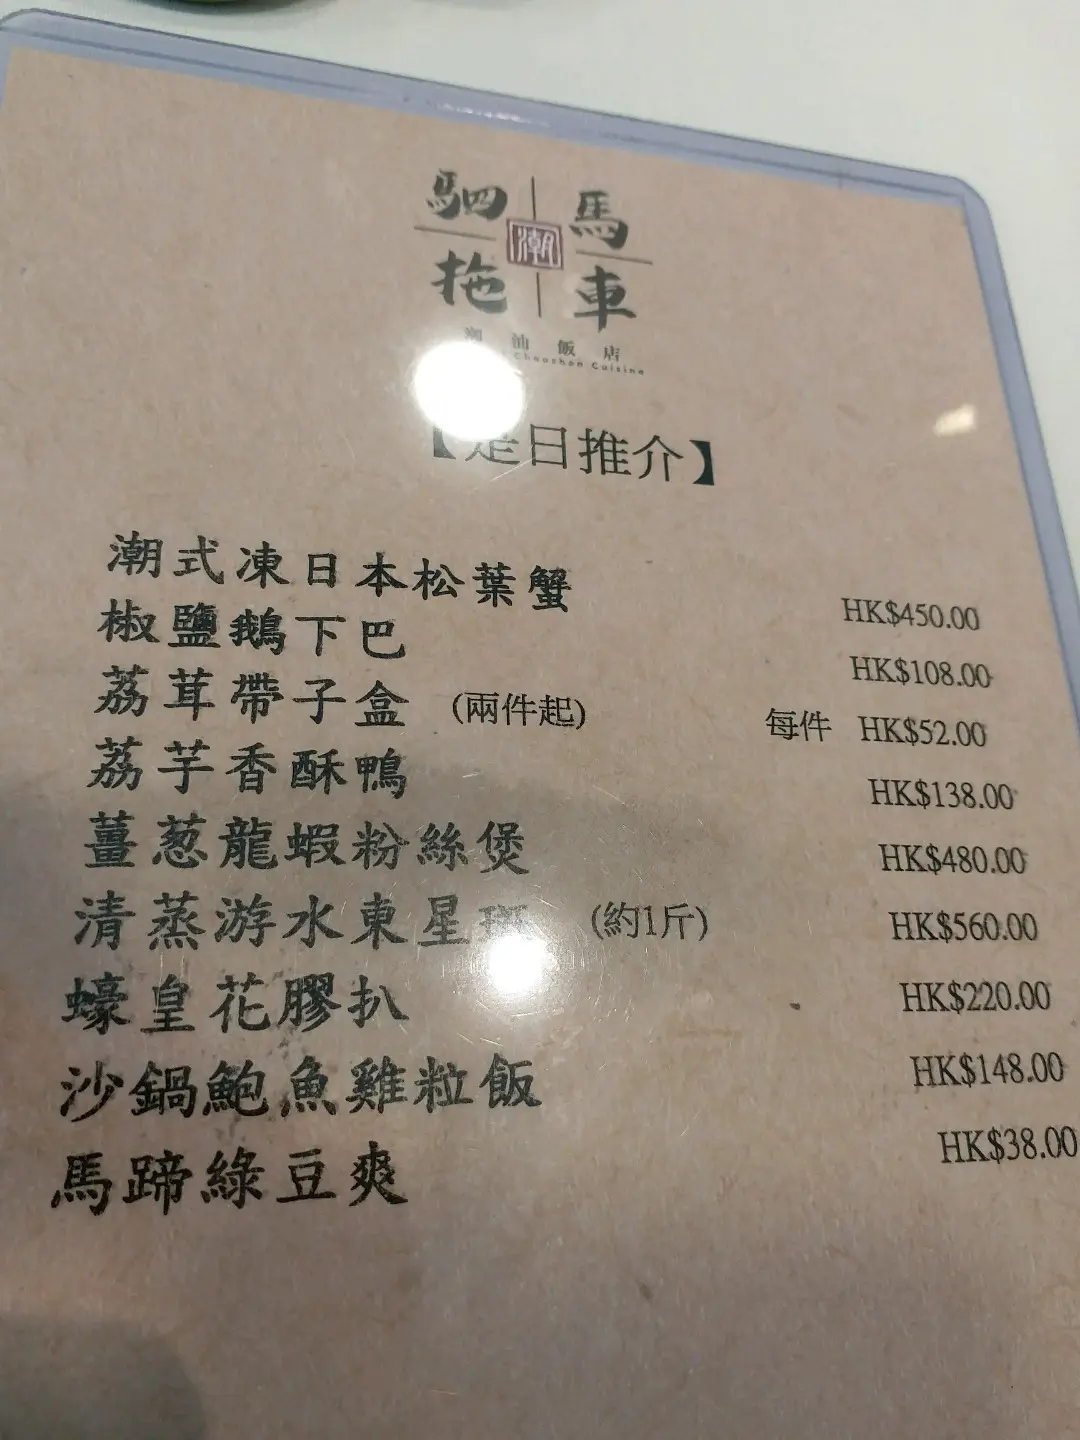 駟馬
潮
拖車
潮油飯店
Chaoshan Cuisine
【是日推介】
潮式凍日本松葉蟹 HK$450.00
椒鹽鵝下巴 HK$108.00
荔茸帶子盒 (兩件起) 每件 HK$52.00
荔芋香酥鴨 HK$138.00
薑葱龍蝦粉絲煲 HK$480.00
清蒸游水東星斑 (約1斤) HK$560.00
蠔皇花膠扒 HK$220.00
沙鍋鮑魚雞粒飯 HK$148.00
馬蹄綠豆爽 HK$38.00